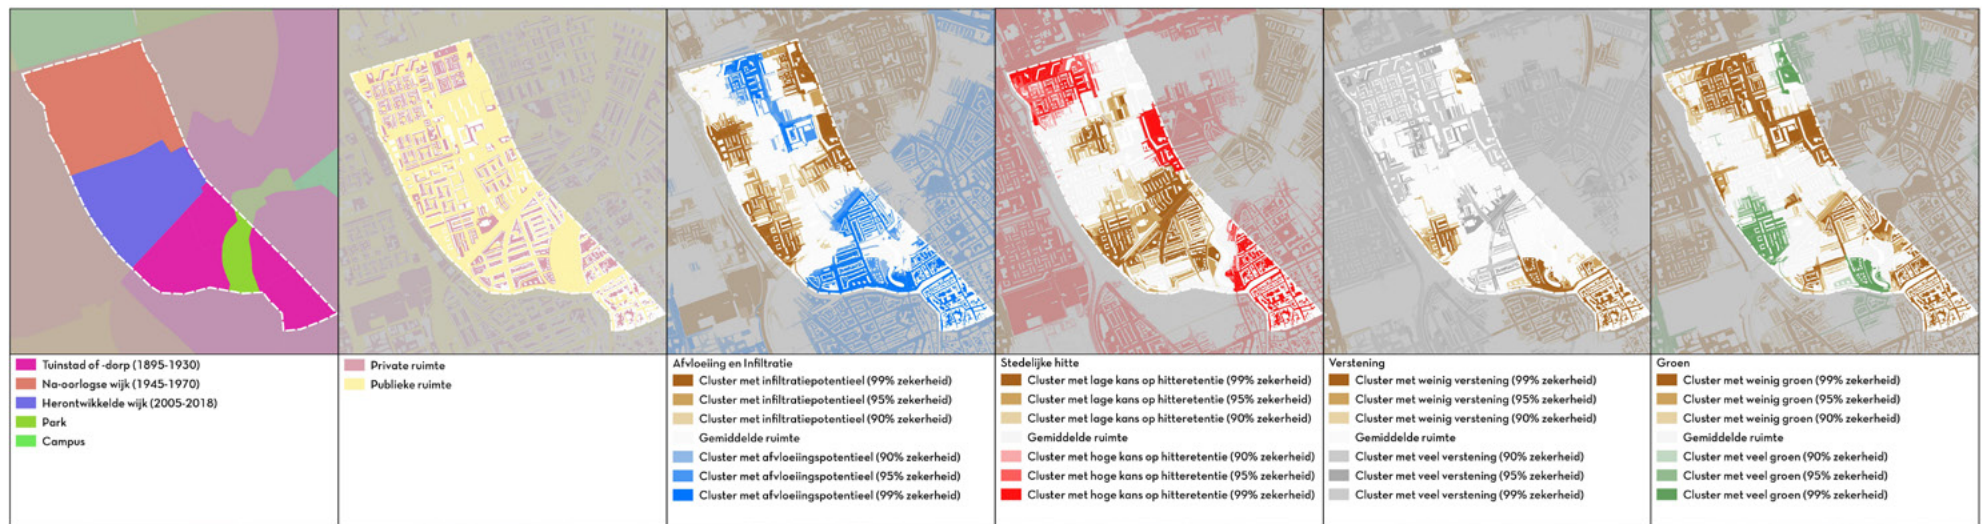 Tuinstad of -dorp (1895-1930)
Na-oorlogse wijk (1945-1970)
Herontwikkelde wijk (2005-2018)
Park
Campus
Private ruimte
Publieke ruimte
Afvloeiing en Infiltratie
Cluster met infiltratiepotentieel (99% zekerheid)
Cluster met infiltratiepotentieel (95% zekerheid)
Cluster met infiltratiepotentieel (90% zekerheid)
Gemiddelde ruimte
Cluster met afvloeiingspotentieel (90% zekerheid)
Cluster met afvloeiingspotentieel (95% zekerheid)
Cluster met afvloeiingspotentieel (99% zekerheid)
Stedelijke hitte
Cluster met lage kans op hitteretentie (99% zekerheid)
Cluster met lage kans op hitteretentie (95% zekerheid)
Cluster met lage kans op hitteretentie (90% zekerheid)
Gemiddelde ruimte
Cluster met hoge kans op hitteretentie (90% zekerheid)
Cluster met hoge kans op hitteretentie (95% zekerheid)
Cluster met hoge kans op hitteretentie (99% zekerheid)
Verstening
Cluster met weinig verstening (99% zekerheid)
Cluster met weinig verstening (95% zekerheid)
Cluster met weinig verstening (90% zekerheid)
Gemiddelde ruimte
Cluster met veel verstening (90% zekerheid)
Cluster met veel verstening (95% zekerheid)
Cluster met veel verstening (99% zekerheid)
Groen
Cluster met weinig groen (99% zekerheid)
Cluster met weinig groen (95% zekerheid)
Cluster met weinig groen (90% zekerheid)
Gemiddelde ruimte
Cluster met veel groen (90% zekerheid)
Cluster met veel groen (95% zekerheid)
Cluster met veel groen (99% zekerheid)